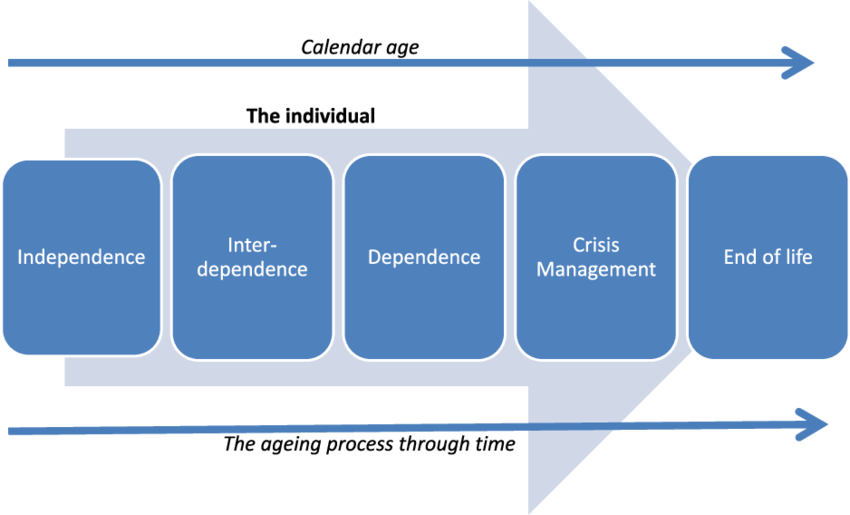 Calendar age
The individual
Independence
Inter-
dependence
Dependence
Crisis
Management
End of life
The ageing process through time